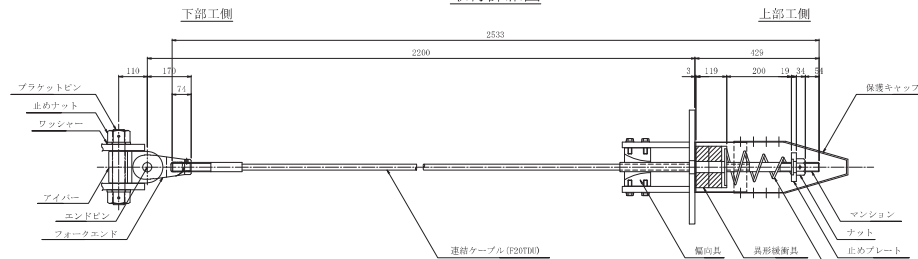 下部工側
上部工側
2533
2200
429
110
170
3
119
200
19
34
54
74
ブラケットピン
止めナット
ワッシャー
アイバー
エンドピン
フォークエンド
連結ケーブル(F20TDU)
偏向具
異形緩衝具
保護キャップ
マンション
ナット
止めプレート